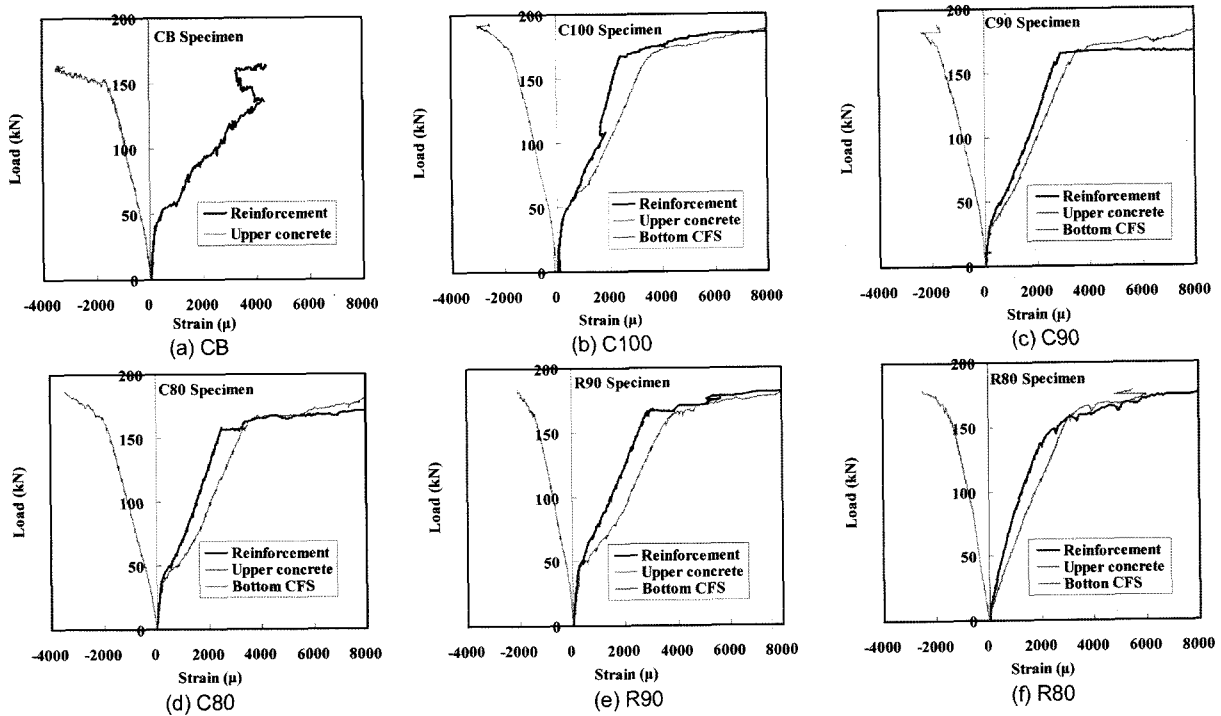 200
CB Specimen
150
100
50
0
Load (kN)
Reinforcement
Upper concrete
-4000 -2000 0 2000 4000 6000 8000
Strain (μ)
(a) CB
200
C100 Specimen
150
100
50
0
Load (kN)
Reinforcement
Upper concrete
Bottom CFS
-4000 -2000 0 2000 4000 6000 8000
Strain (μ)
(b) C100
200
C90 Specimen
150
100
50
0
Load (kN)
Reinforcement
Upper concrete
Bottom CFS
-4000 -2000 0 2000 4000 6000 8000
Strain (μ)
(c) C90
200
C80 Specimen
150
100
50
0
Load (kN)
Reinforcement
Upper concrete
Bottom CFS
-4000 -2000 0 2000 4000 6000 8000
Strain (μ)
(d) C80
200
R90 Specimen
150
100
50
0
Load (kN)
Reinforcement
Upper concrete
Bottom CFS
-4000 -2000 0 2000 4000 6000 8000
Strain (μ)
(e) R90
200
R80 Specimen
150
100
50
0
Load (kN)
Reinforcement
Upper concrete
Botton CFS
-4000 -2000 0 2000 4000 6000 8000
Strain (μ)
(f) R80